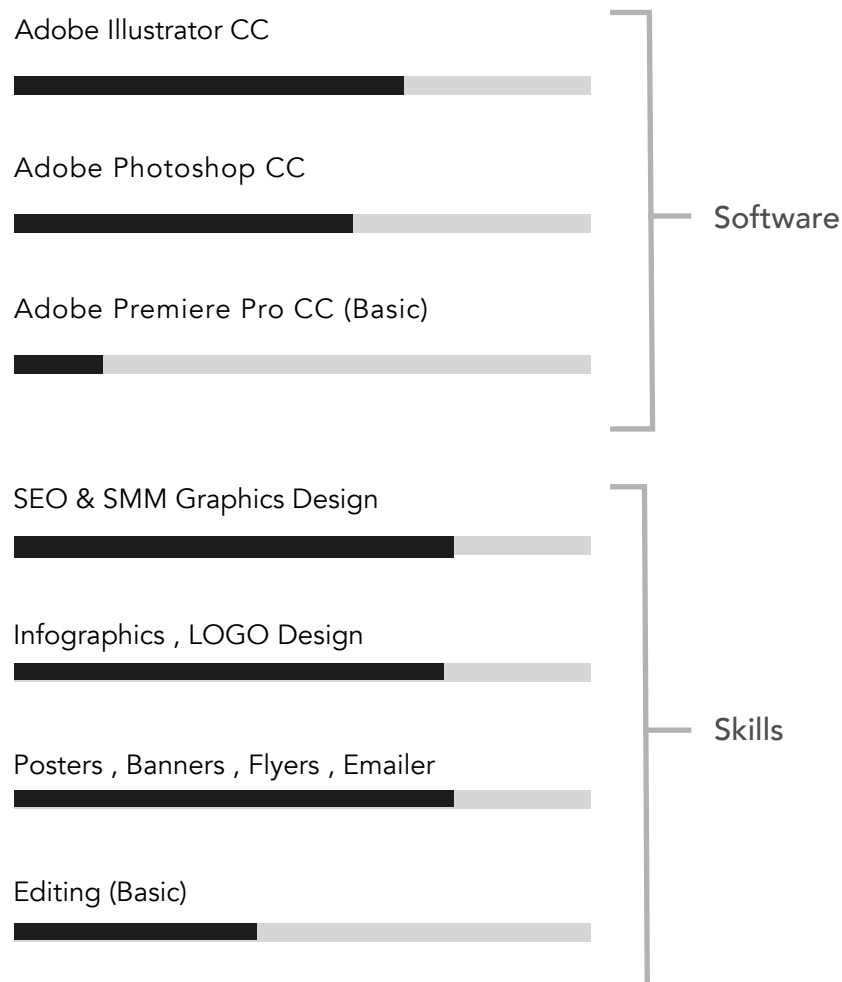 Adobe Illustrator CC
Adobe Photoshop CC
Adobe Premiere Pro CC (Basic)
Software
SEO & SMM Graphics Design
Infographics , LOGO Design
Posters , Banners , Flyers , Emailer
Editing (Basic)
Skills